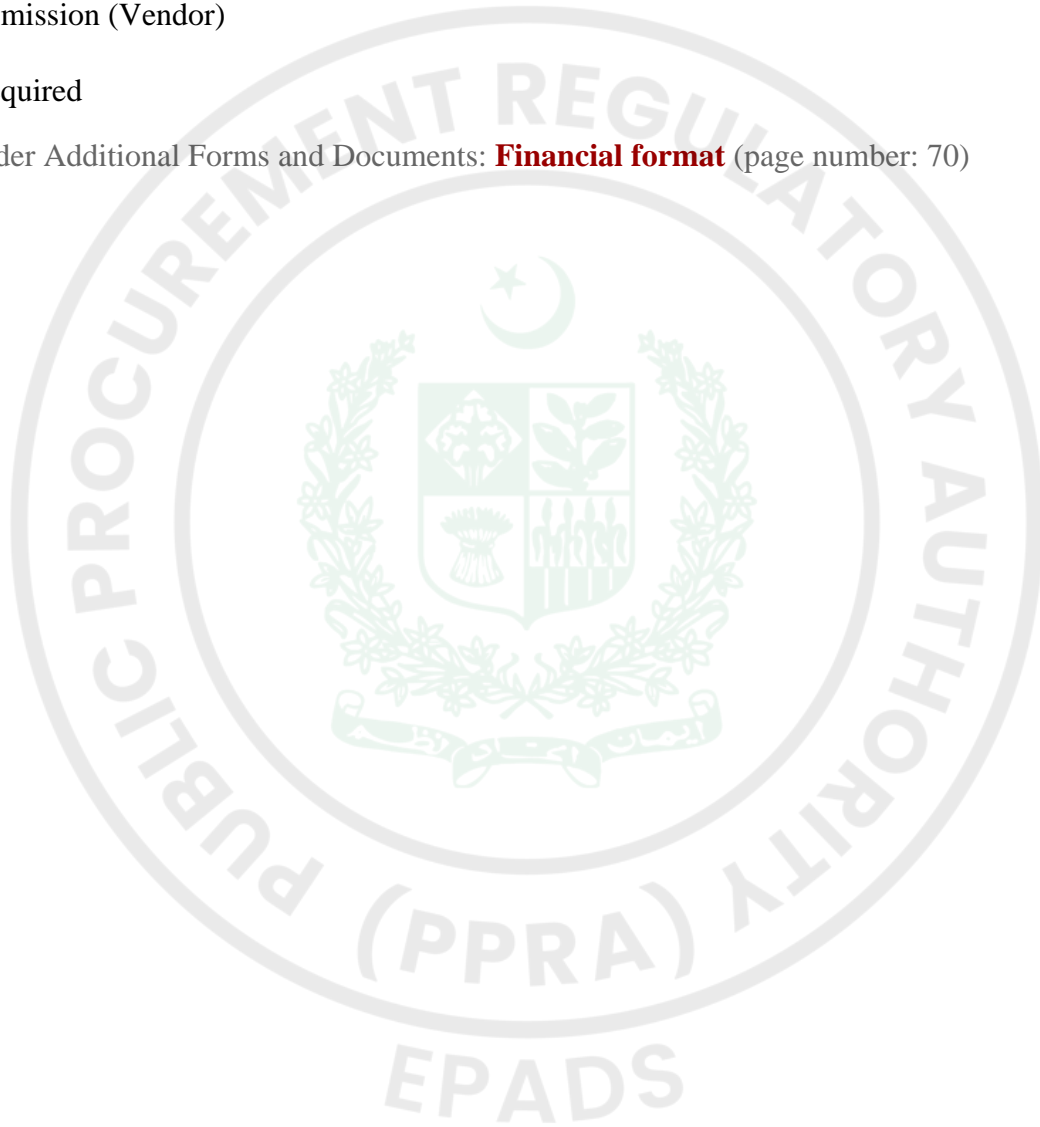 mission (Vendor)
quired
der Additional Forms and Documents: Financial format (page number: 70)
PUBLIC PROCUREMENT REGULATORY AUTHORITY
(PPRA)
EPADS